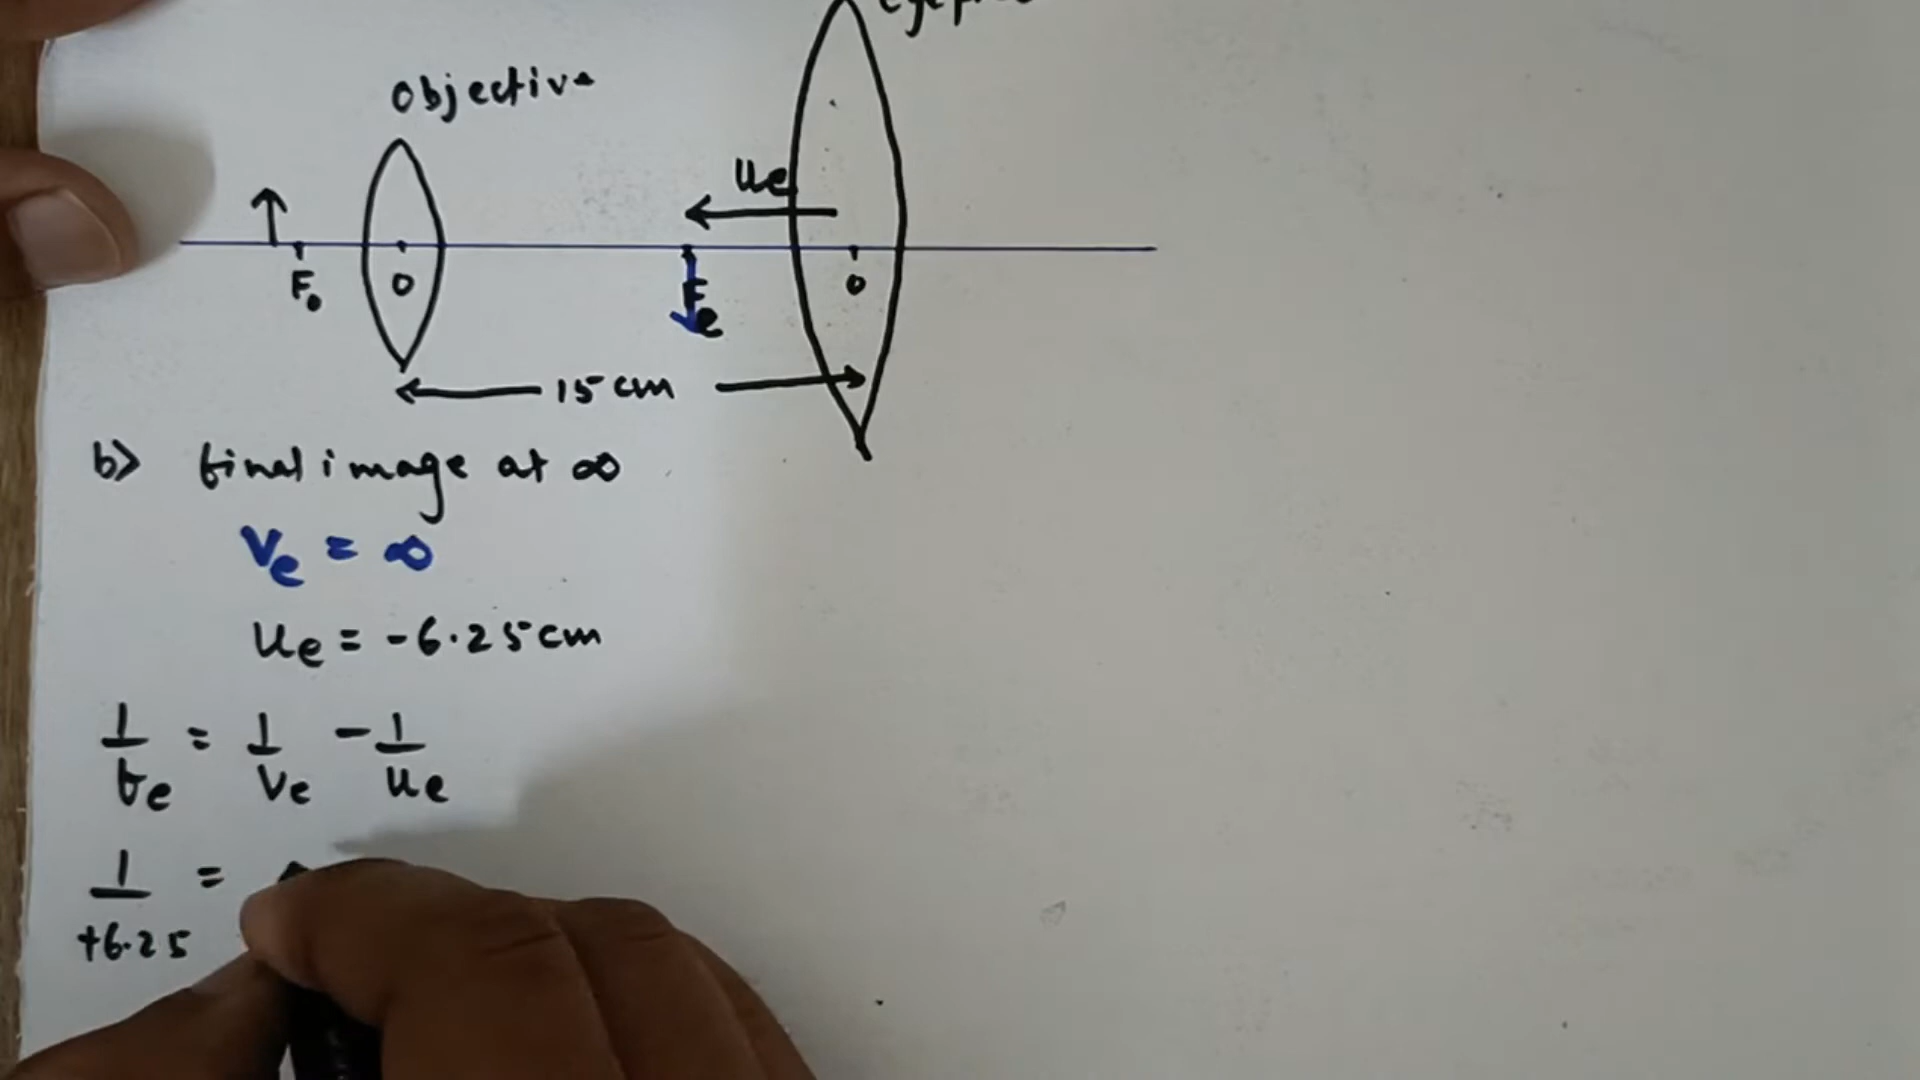 Objective
ue
Fo
O
Fe
O
15 cm
b> final image at ∞
Ve = ∞
ue = -6.25 cm
1/fe = 1/Ve - 1/ue
1/+6.25 =